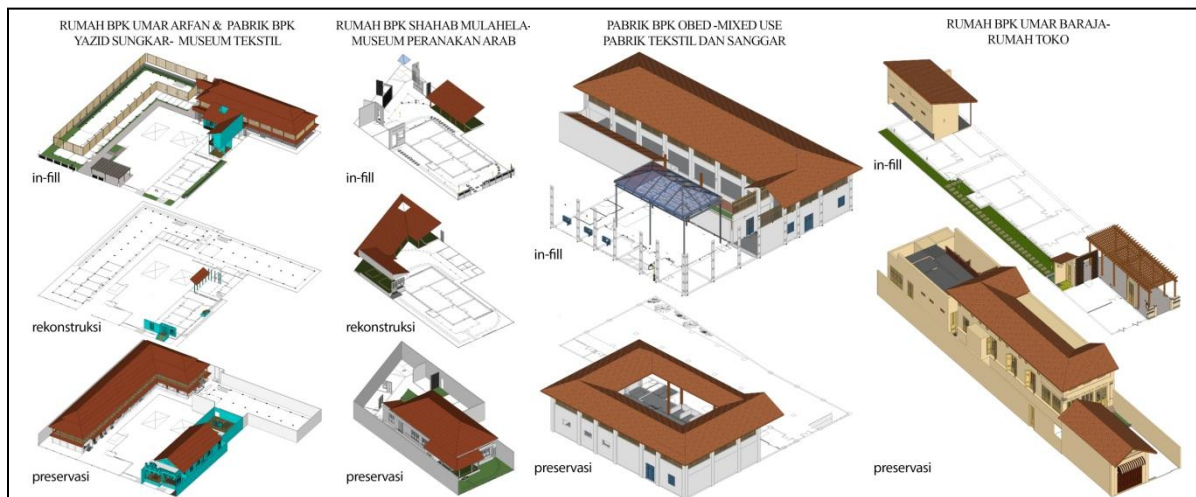 RUMAH BPK UMAR ARFAN & PABRIK BPK
YAZID SUNGKAR- MUSEUM TEKSTIL
in-fill
rekonstruksi
preservasi
RUMAH BPK SHAHAB MULAHELA-
MUSEUM PERANAKAN ARAB
in-fill
rekonstruksi
preservasi
PABRIK BPK OBED -MIXED USE
PABRIK TEKSTIL DAN SANGGAR
in-fill
preservasi
RUMAH BPK UMAR BARAJA-
RUMAH TOKO
in-fill
preservasi